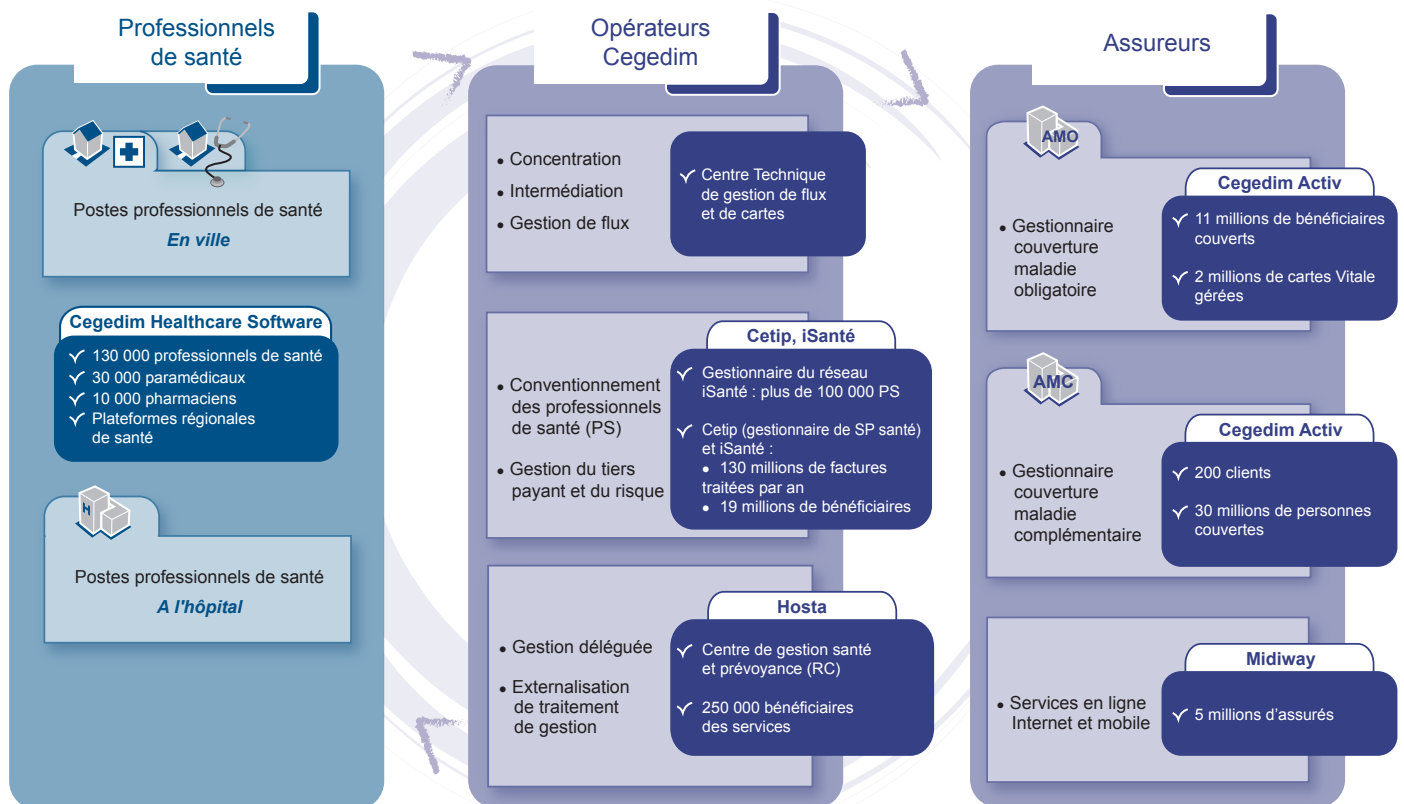 Professionnels
de santé
Postes professionnels de santé
En ville
Cegedim Healthcare Software
130 000 professionnels de santé
30 000 paramédicaux
10 000 pharmaciens
Plateformes régionales
de santé
H
Postes professionnels de santé
A l'hôpital
Opérateurs
Cegedim
• Concentration
• Intermédiation
• Gestion de flux
Centre Technique
de gestion de flux
et de cartes
• Conventionnement
des professionnels
de santé (PS)
• Gestion du tiers
payant et du risque
Cetip, iSanté
Gestionnaire du réseau
iSanté : plus de 100 000 PS
Cetip (gestionnaire de SP santé)
et iSanté :
• 130 millions de factures
traitées par an
• 19 millions de bénéficiaires
• Gestion déléguée
• Externalisation
de traitement
de gestion
Hosta
Centre de gestion santé
et prévoyance (RC)
250 000 bénéficiaires
des services
Assureurs
AMO
• Gestionnaire
couverture
maladie
obligatoire
Cegedim Activ
11 millions de bénéficiaires
couverts
2 millions de cartes Vitale
gérées
AMC
• Gestionnaire
couverture
maladie
complémentaire
Cegedim Activ
200 clients
30 millions de personnes
couvertes
• Services en ligne
Internet et mobile
Midiway
5 millions d'assurés